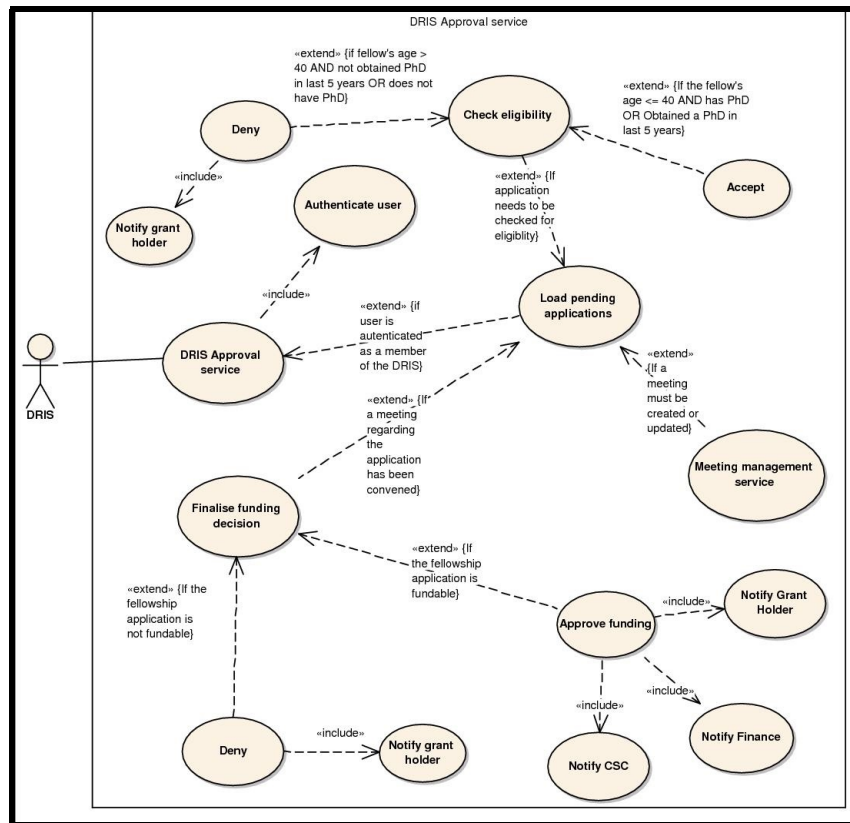 DRIS Approval service
«extend» {if fellow's age >
40 AND not obtained PhD
in last 5 years OR does not
have PhD}
Deny
Check eligibility
«extend» {If the fellow's
age <= 40 AND has PhD
OR Obtained a PhD in
last 5 years}
Accept
«include»
Notify grant
holder
Authenticate user
«extend» {If
application
needs to be
checked for
eligiblity}
«include»
Load pending
applications
DRIS Approval
service
«extend» {if
user is
autenticated
as a member
of the DRIS}
DRIS
«extend»
{If a
meeting
must be
created or
updated}
«extend» {If
a meeting
regarding
the
application
has been
convened}
Meeting management
service
Finalise funding
decision
«extend» {If
the fellowship
application is
fundable}
«extend» {If the
fellowship
application is
not fundable}
Approve funding
«include»
Notify Grant
Holder
«include»
«include»
Notify Finance
Notify CSC
Deny
«include»
Notify grant
holder